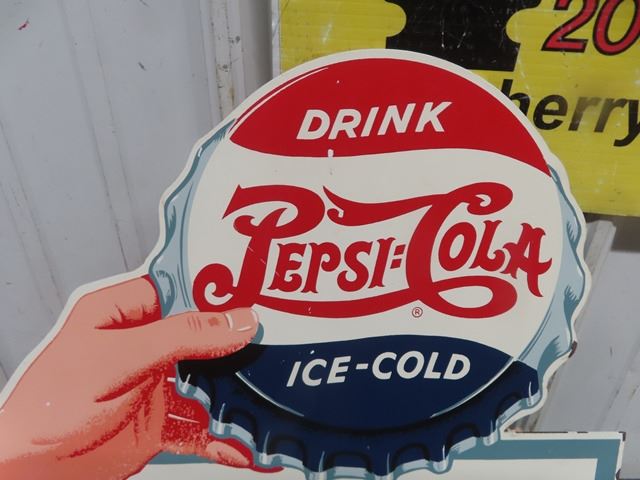 20
herry
DRINK
PEPSI=COLA
®
ICE-COLD